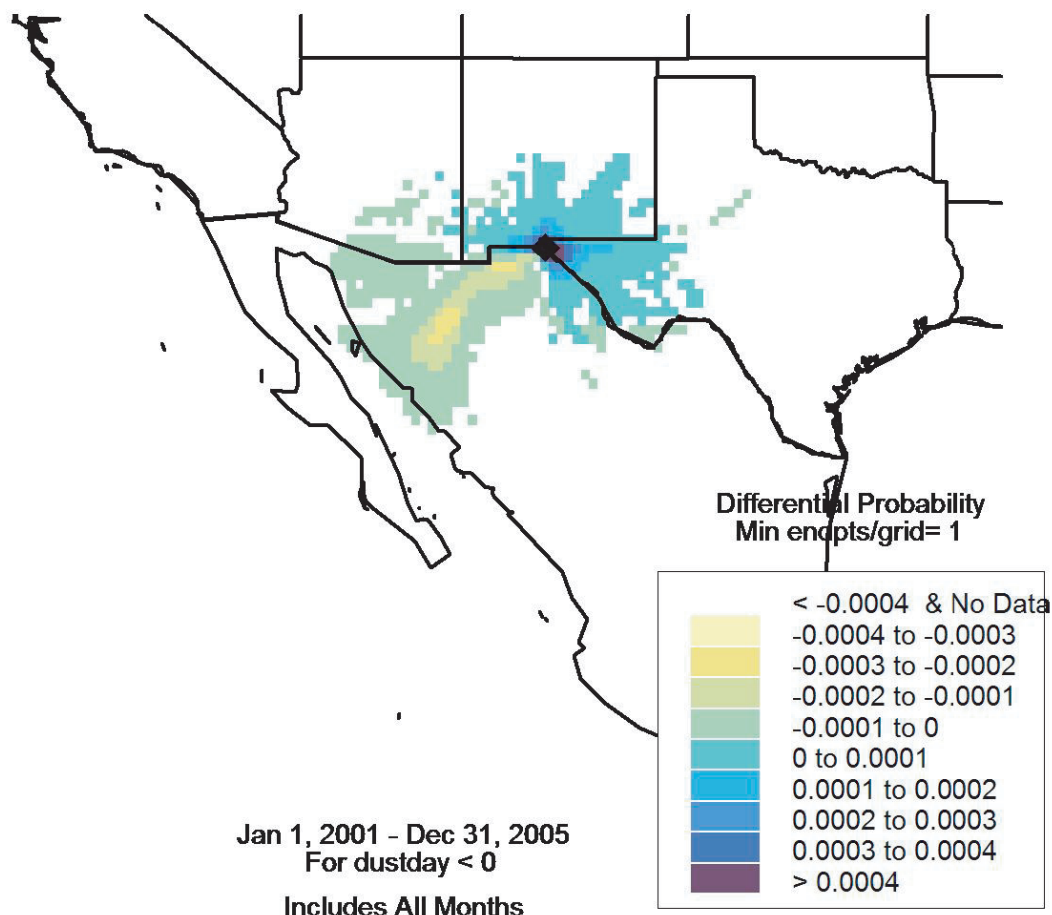 Differential Probability
Min endpts/grid= 1
< -0.0004 & No Data
-0.0004 to -0.0003
-0.0003 to -0.0002
-0.0002 to -0.0001
-0.0001 to 0
0 to 0.0001
0.0001 to 0.0002
0.0002 to 0.0003
0.0003 to 0.0004
> 0.0004
Jan 1, 2001 - Dec 31, 2005
For dustday < 0
Includes All Months